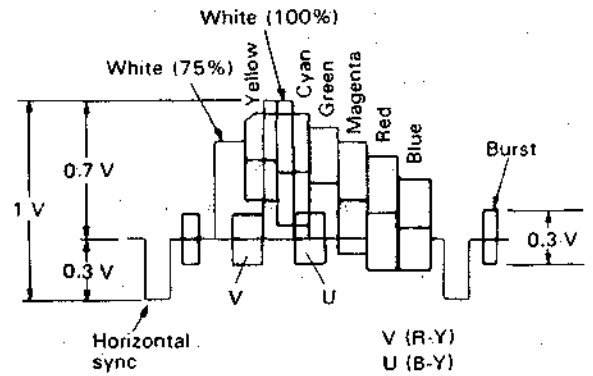 White (100%)
White (75%)
Yellow
Cyan
Green
Magenta
Red
Blue
Burst
0.7 V
1 V
0.3 V
0.3 V
V
U
Horizontal
sync
V (R-Y)
U (B-Y)